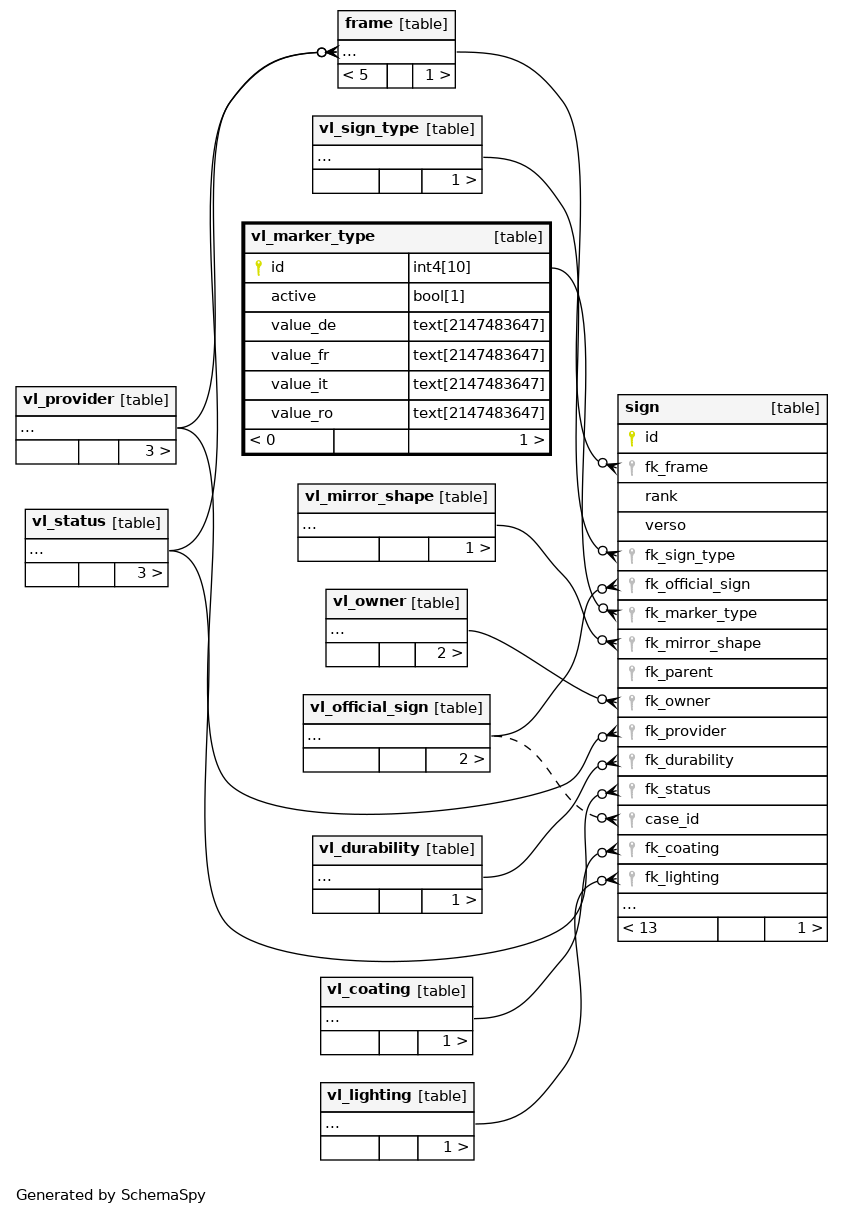 frame [table]
...
< 5 1 >
vl_sign_type [table]
...
1 >
vl_marker_type [table]
id int4[10]
active bool[1]
value_de text[2147483647]
value_fr text[2147483647]
value_it text[2147483647]
value_ro text[2147483647]
< 0 1 >
vl_provider [table]
...
3 >
vl_status [table]
...
3 >
vl_mirror_shape [table]
...
1 >
vl_owner [table]
...
2 >
vl_official_sign [table]
...
2 >
vl_durability [table]
...
1 >
vl_coating [table]
...
1 >
vl_lighting [table]
...
1 >
sign [table]
id
fk_frame
rank
verso
fk_sign_type
fk_official_sign
fk_marker_type
fk_mirror_shape
fk_parent
fk_owner
fk_provider
fk_durability
fk_status
case_id
fk_coating
fk_lighting
...
< 13 1 >
Generated by SchemaSpy